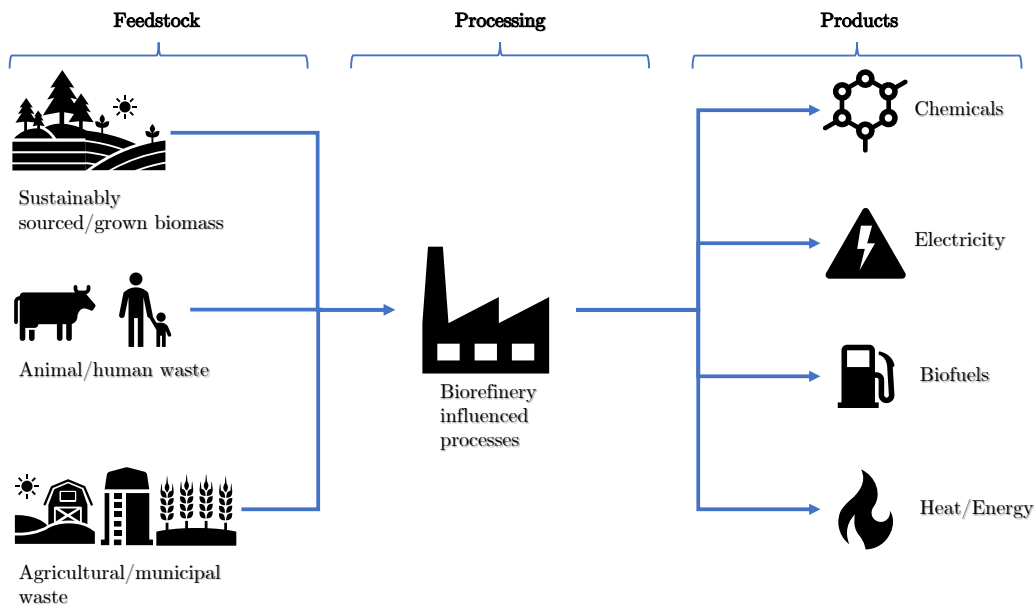 Feedstock
Processing
Products
Sustainably
sourced/grown biomass
Animal/human waste
Agricultural/municipal
waste
Biorefinery
influenced
processes
Chemicals
Electricity
Biofuels
Heat/Energy